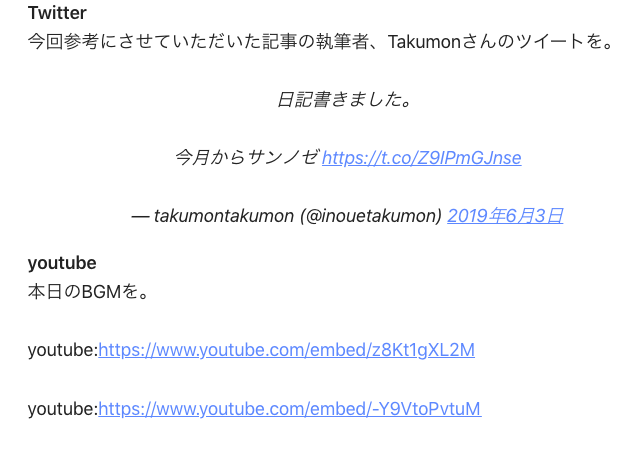 Twitter
今回参考にさせていただいた記事の執筆者、Takumonさんのツイートを。
日記書きました。
今月からサンノゼ https://t.co/Z9lPmGJnse
— takumontakumon (@inouetakumon) 2019年6月3日
youtube
本日のBGMを。
youtube:https://www.youtube.com/embed/z8Kt1gXL2M
youtube:https://www.youtube.com/embed/-Y9VtoPvtuM